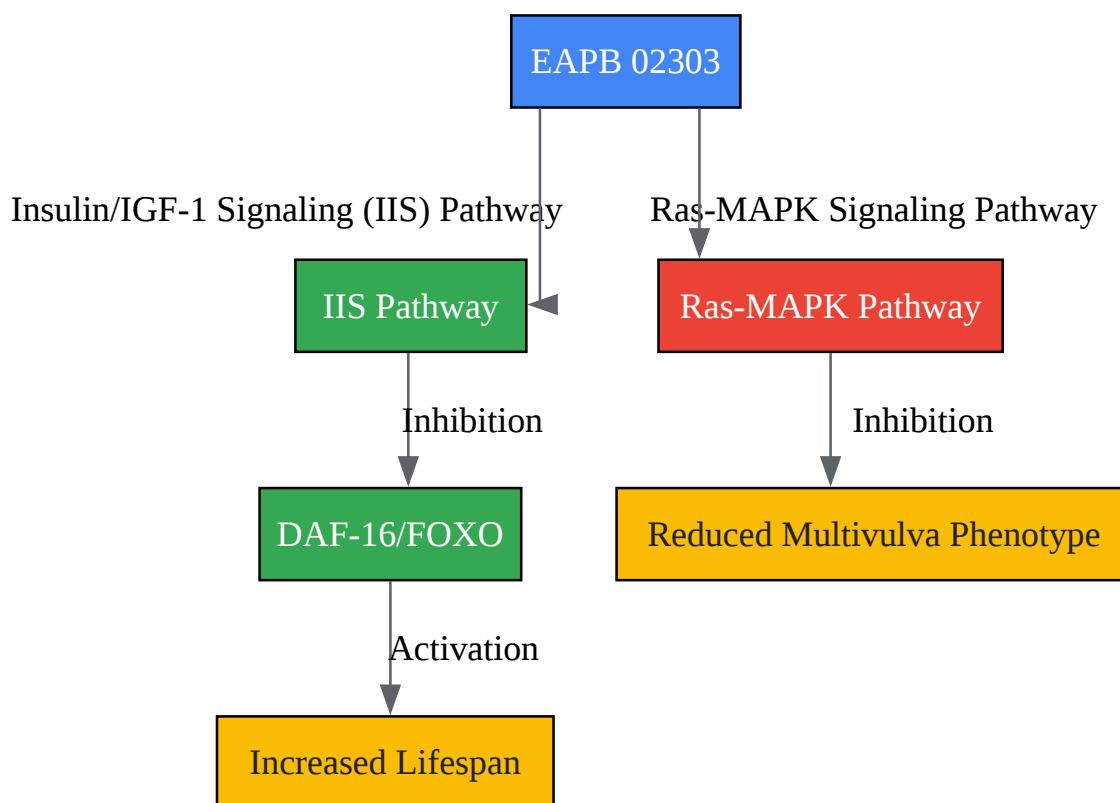 EAPB 02303
Insulin/IGF-1 Signaling (IIS) Pathway
Ras-MAPK Signaling Pathway
IIS Pathway
Ras-MAPK Pathway
Inhibition
Inhibition
DAF-16/FOXO
Reduced Multivulva Phenotype
Activation
Increased Lifespan